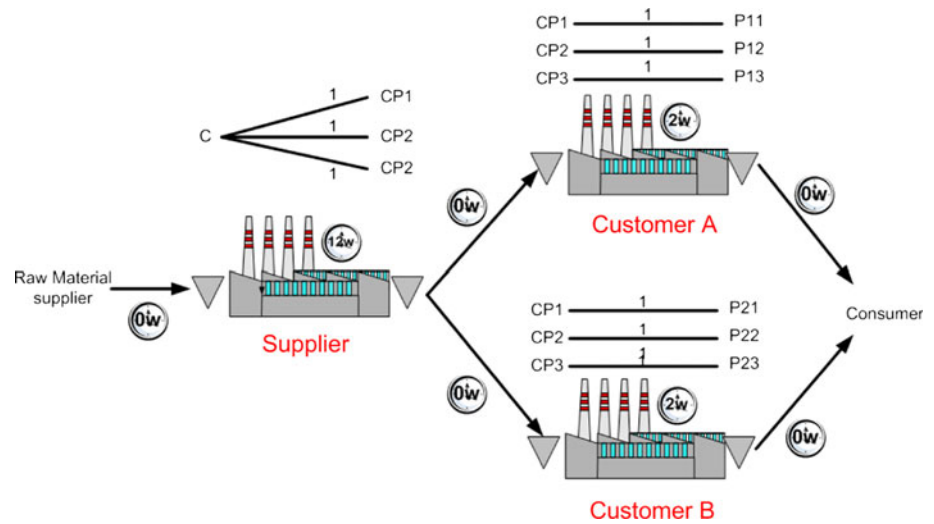 CP1 1 P11
CP2 1 P12
CP3 1 P13
2w
1 CP1
C 1 CP2
1 CP2
0w
0w
Customer A
12w
Raw Material
supplier
0w
Supplier
CP1 1 P21
CP2 1 P22
CP3 1 P23
Consumer
0w
2w
0w
Customer B